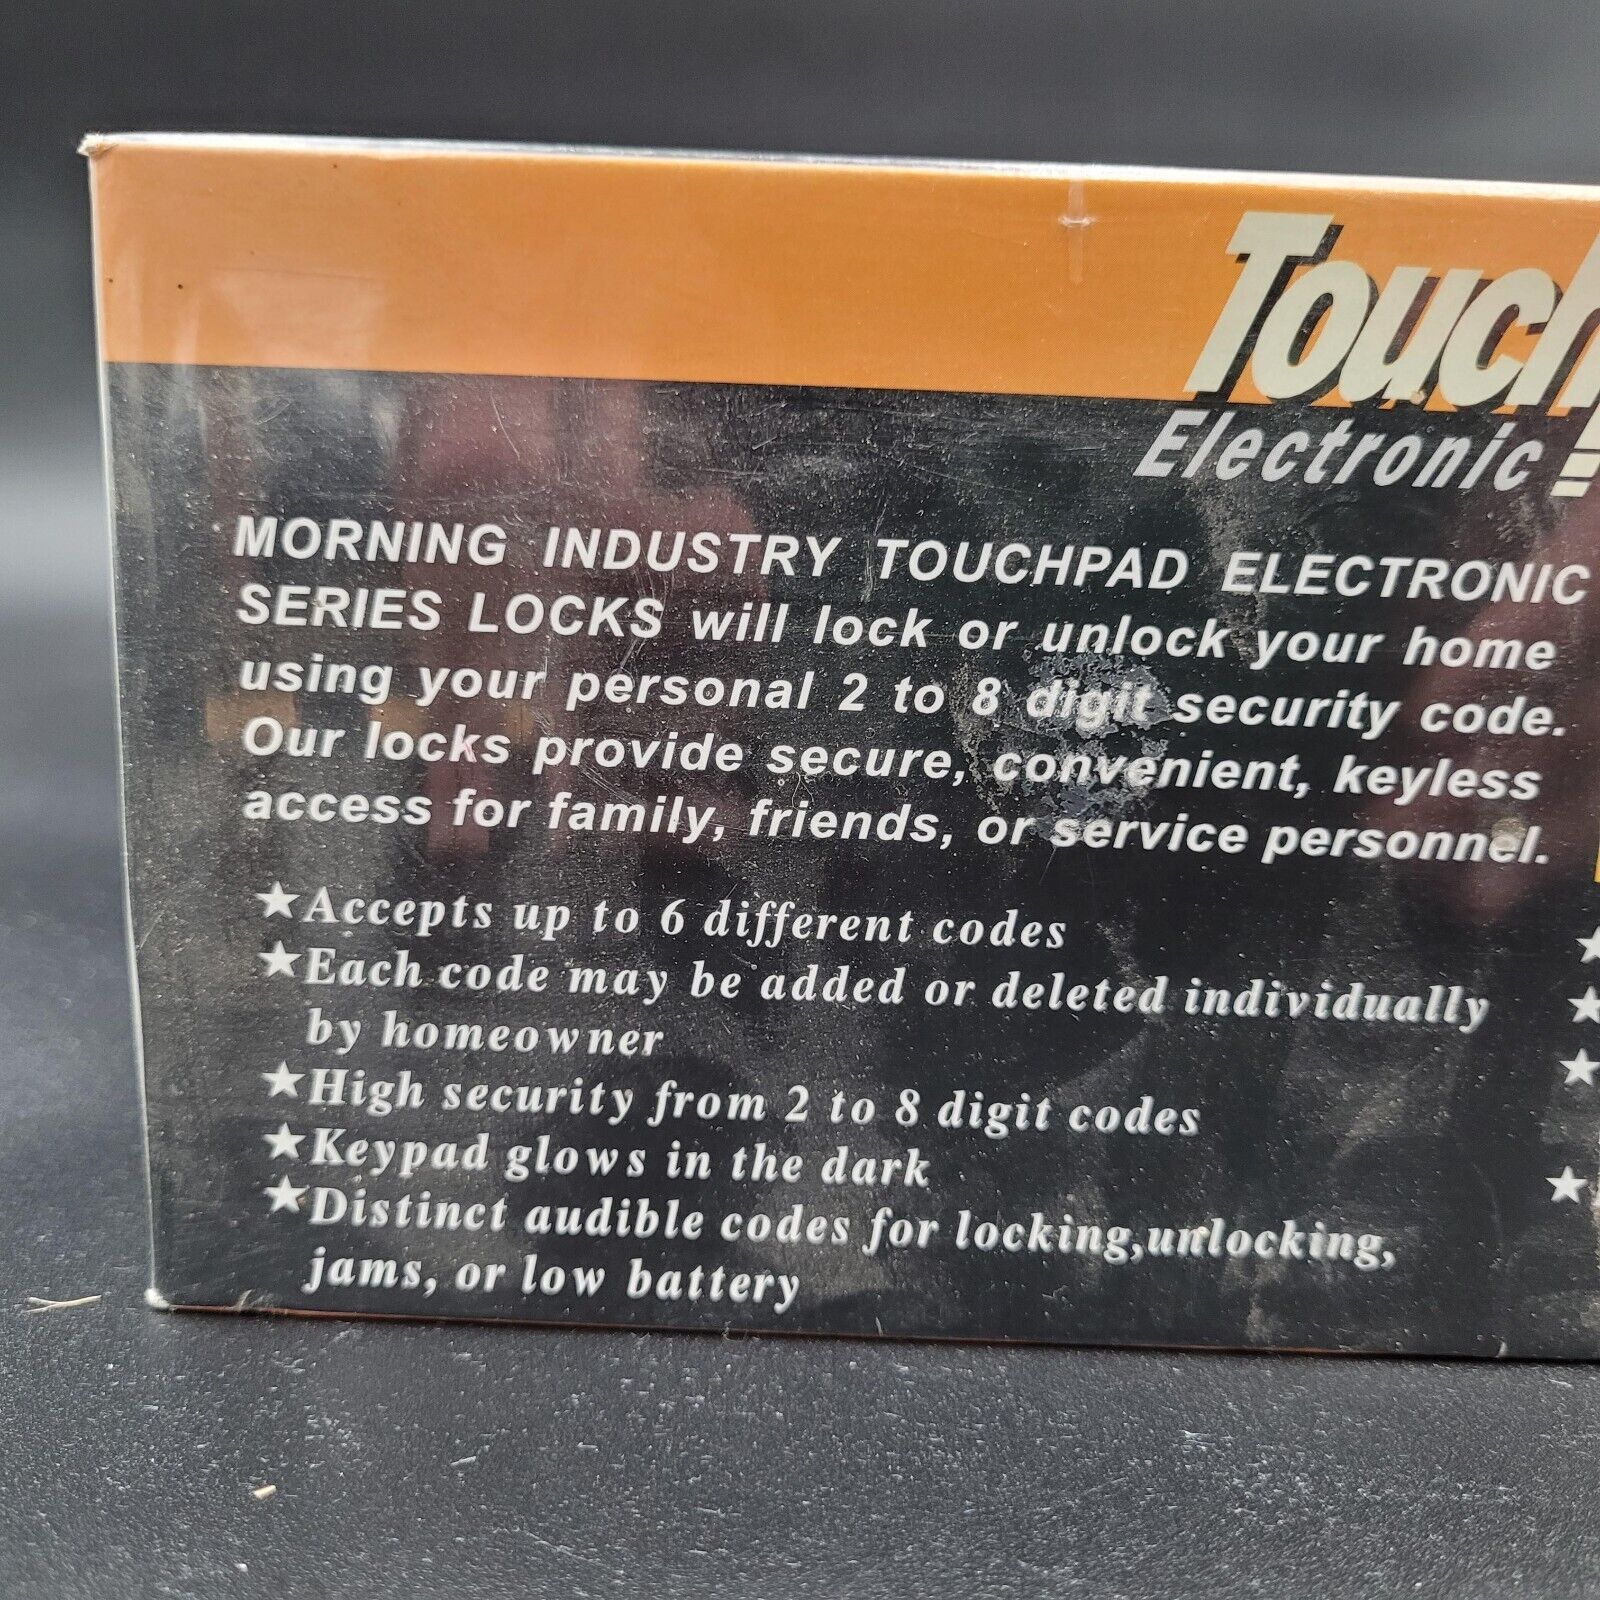 Touch
Electronic
MORNING INDUSTRY TOUCHPAD ELECTRONIC
SERIES LOCKS will lock or unlock your home
using your personal 2 to 8 digit security code.
Our locks provide secure, convenient, keyless
access for family, friends, or service personnel.
★Accepts up to 6 different codes
★Each code may be added or deleted individually
by homeowner
★High security from 2 to 8 digit codes
★Keypad glows in the dark
★Distinct audible codes for locking,unlocking,
jams, or low battery